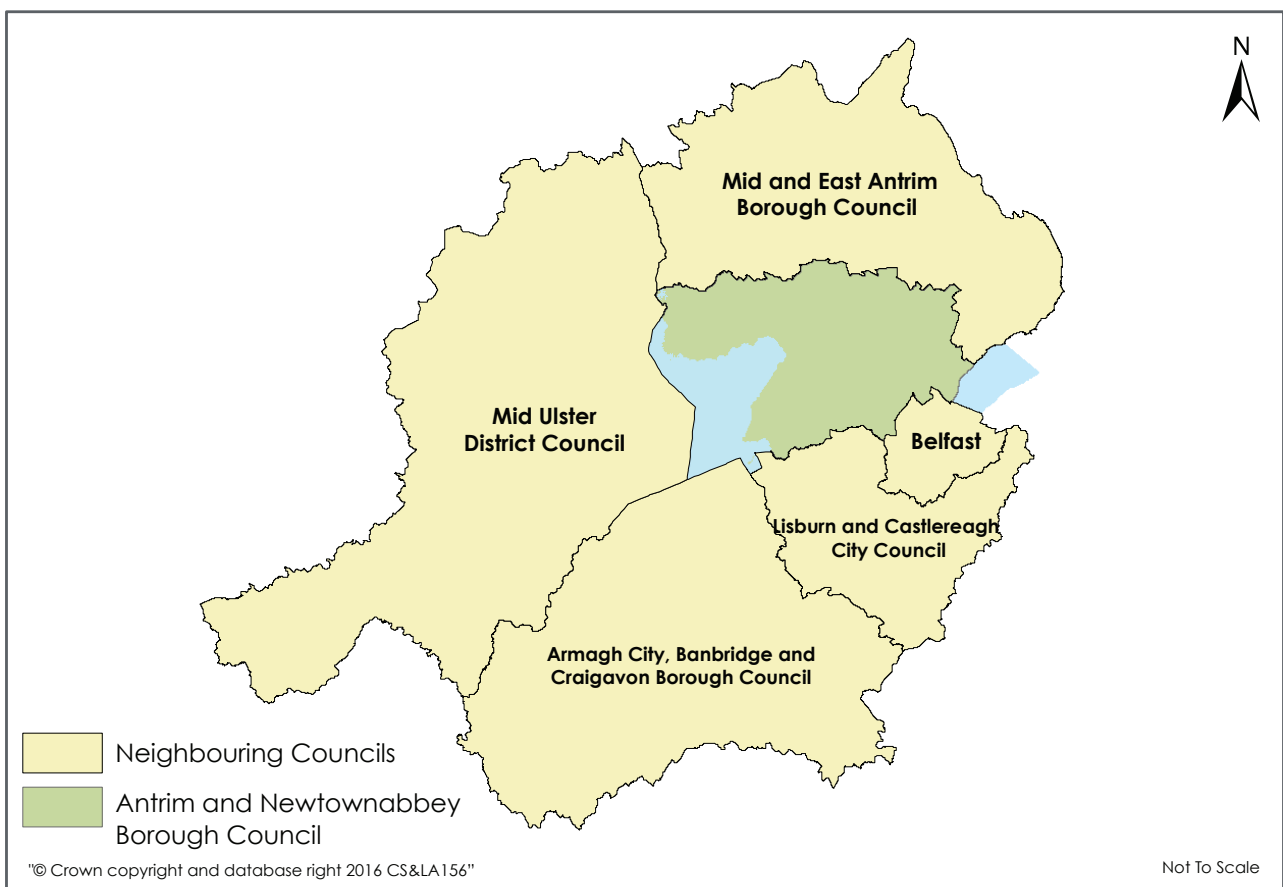 N
Mid and East Antrim
Borough Council
Mid Ulster
District Council
Belfast
Lisburn and Castlereagh
City Council
Armagh City, Banbridge and
Craigavon Borough Council
Neighbouring Councils
Antrim and Newtownabbey
Borough Council
"© Crown copyright and database right 2016 CS&LA156"
Not To Scale